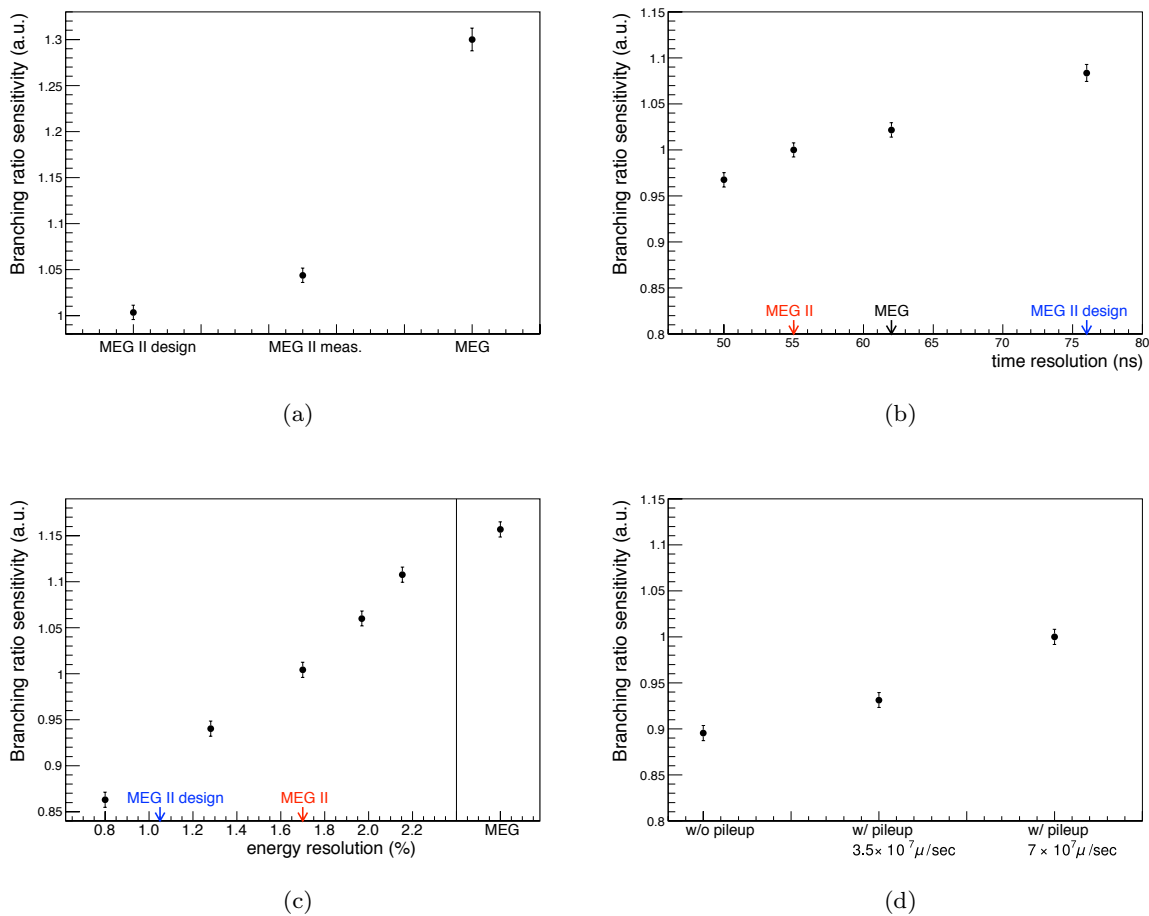 Branching ratio sensitivity (a.u.)
1.3
1.25
1.2
1.15
1.1
1.05
1
MEG II design MEG II meas. MEG
(a)
Branching ratio sensitivity (a.u.)
1.15
1.1
1.05
1
0.95
0.9
0.85
0.8
MEG II MEG MEG II design
50 55 60 65 70 75 80
time resolution (ns)
(b)
Branching ratio sensitivity (a.u.)
1.15
1.1
1.05
1
0.95
0.9
0.85
MEG II design MEG II
0.8 1.0 1.2 1.4 1.6 1.8 2.0 2.2 MEG
energy resolution (%)
(c)
Branching ratio sensitivity (a.u.)
1.15
1.1
1.05
1
0.95
0.9
0.85
0.8
w/o pileup w/ pileup w/ pileup
3.5× 10⁷μ/sec 7 × 10⁷μ/sec
(d)